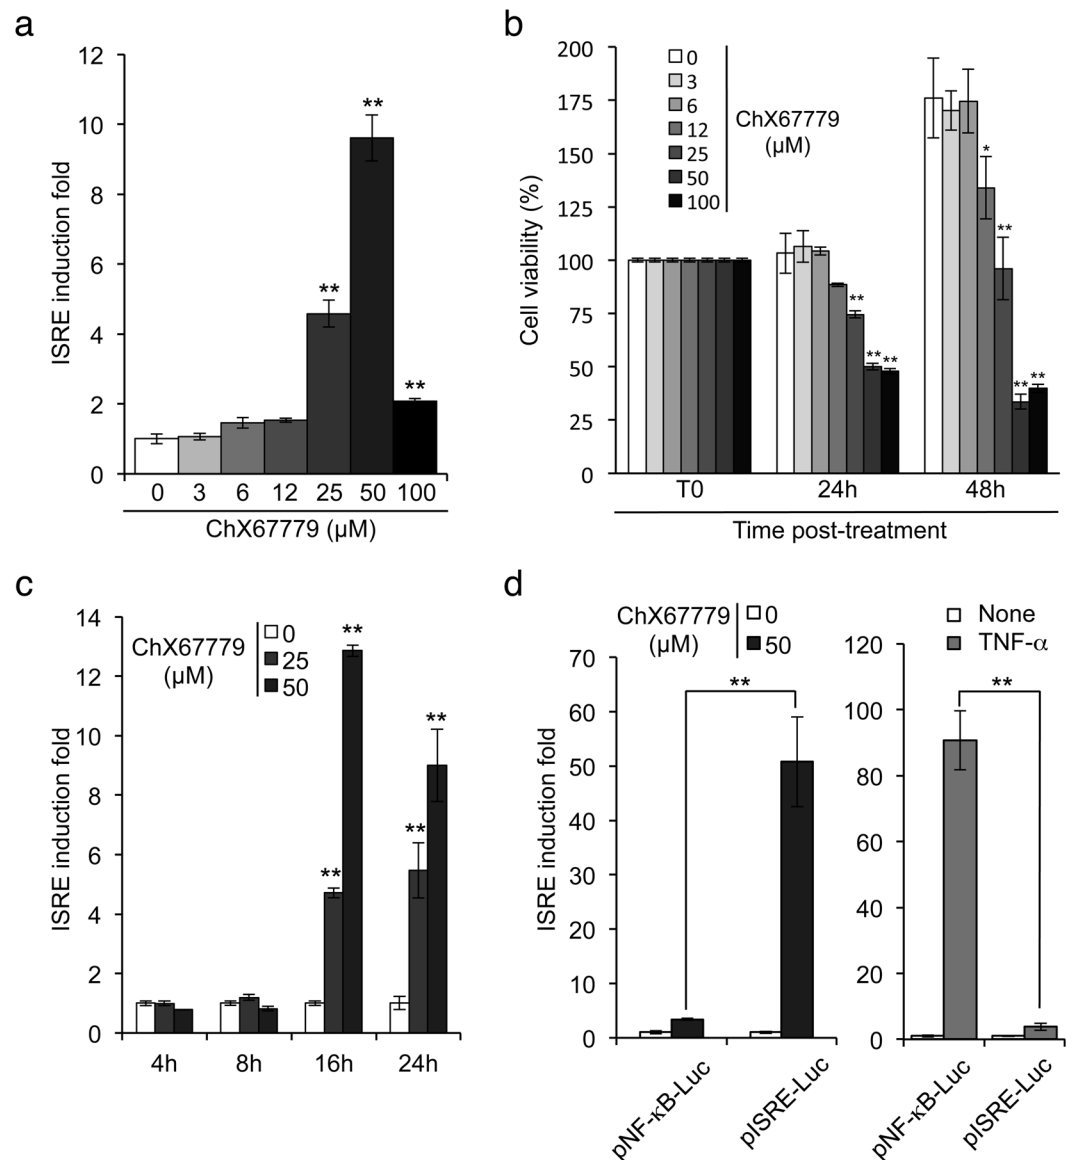 a
12
10
8
6
4
2
0
ISRE induction fold
**
**
**
0 3 6 12 25 50 100
ChX67779 (µM)
b
200
175
150
125
100
75
50
25
0
Cell viability (%)
0
3
6
12
25
50
100
ChX67779
(µM)
**
**
**
*
**
**
**
T0 24h 48h
Time post-treatment
c
14
12
10
8
6
4
2
0
ISRE induction fold
ChX67779
(µM)
0
25
50
**
**
**
**
4h 8h 16h 24h
d
ChX67779
(µM)
0
50
70
60
50
40
30
20
10
0
ISRE induction fold
**
pNF-κB-Luc
pISRE-Luc
None
TNF-α
120
100
80
60
40
20
0
**
pNF-κB-Luc
pISRE-Luc